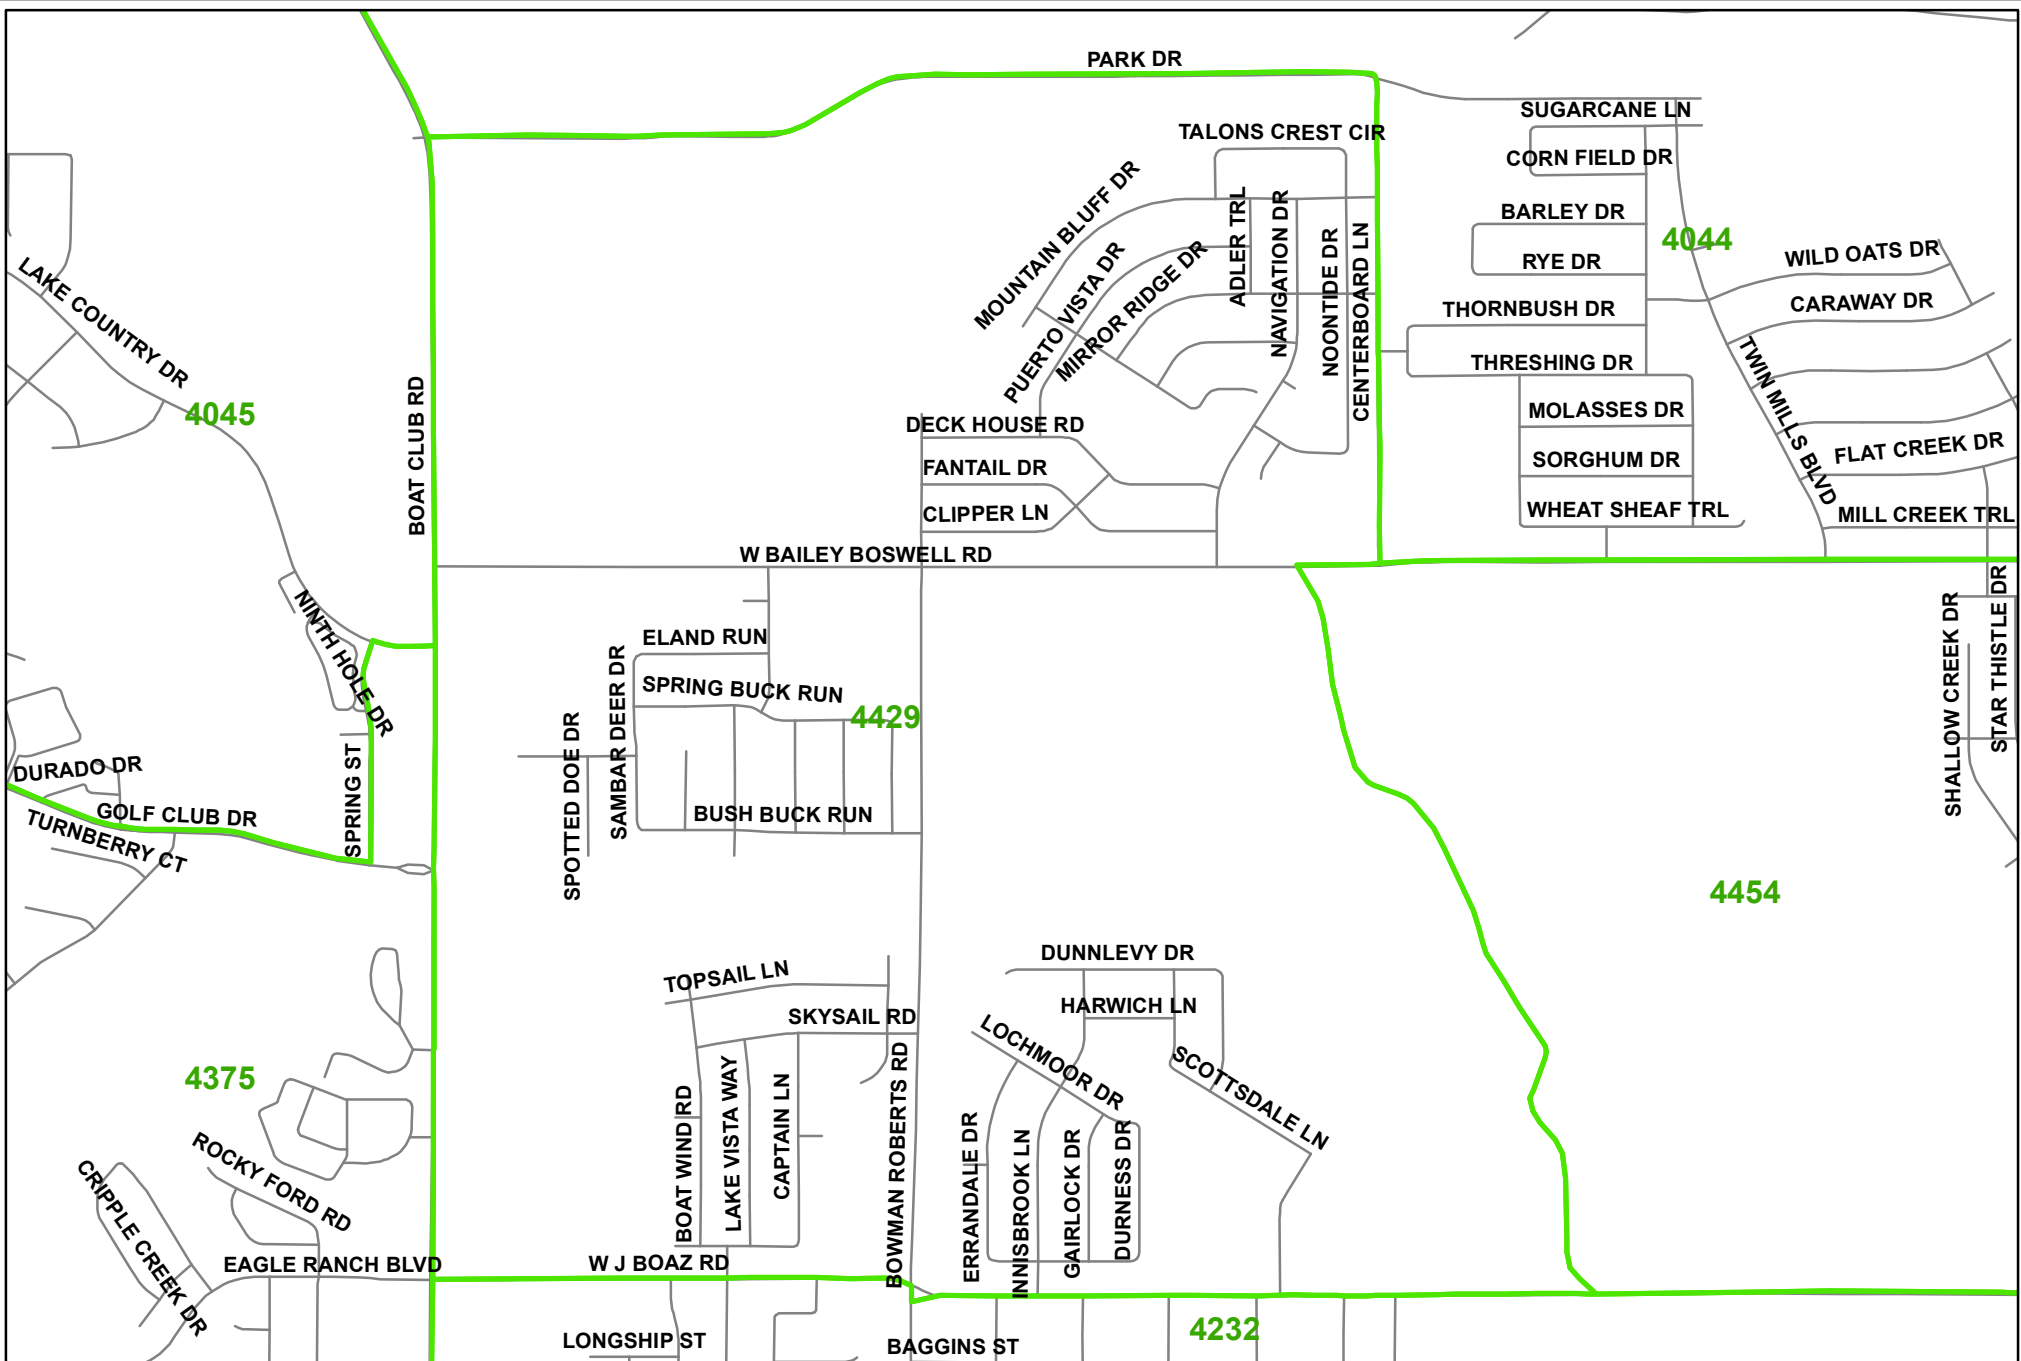 PARK DR
SUGARCANE LN
TALONS CREST CIR
CORN FIELD DR
MOUNTAIN BLUFF DR
BARLEY DR
4044
ADLER TRL
NAVIGATION DR
NOONTIDE DR
CENTERBOARD LN
PUERTO VISTA DR
MIRROR RIDGE DR
RYE DR
WILD OATS DR
CARAWAY DR
THORNBUSH DR
LAKE COUNTRY DR
THRESHING DR
TWIN MILLS BLVD
4045
BOAT CLUB RD
MOLASSES DR
DECK HOUSE RD
FLAT CREEK DR
SORGHUM DR
FANTAIL DR
CLIPPER LN
WHEAT SHEAF TRL
MILL CREEK TRL
W BAILEY BOSWELL RD
NINTH HOLE DR
ELAND RUN
SHALLOW CREEK DR
STAR THISTLE DR
SAMBAR DEER DR
SPRING BUCK RUN
4429
SPOTTED DOE DR
DURADO DR
SPRING ST
GOLF CLUB DR
BUSH BUCK RUN
TURNBERRY CT
4454
DUNNLEVY DR
TOPSAIL LN
HARWICH LN
SKYSAIL RD
LOCHMOOR DR
SCOTTSDALE LN
4375
BOAT WIND RD
LAKE VISTA WAY
CAPTAIN LN
BOWMAN ROBERTS RD
ERRANDALE DR
INNISBROOK LN
GAIRLOCK DR
DURNESS DR
ROCKY FORD RD
CRIPPLE CREEK DR
EAGLE RANCH BLVD
W J BOAZ RD
4232
LONGSHIP ST
BAGGINS ST